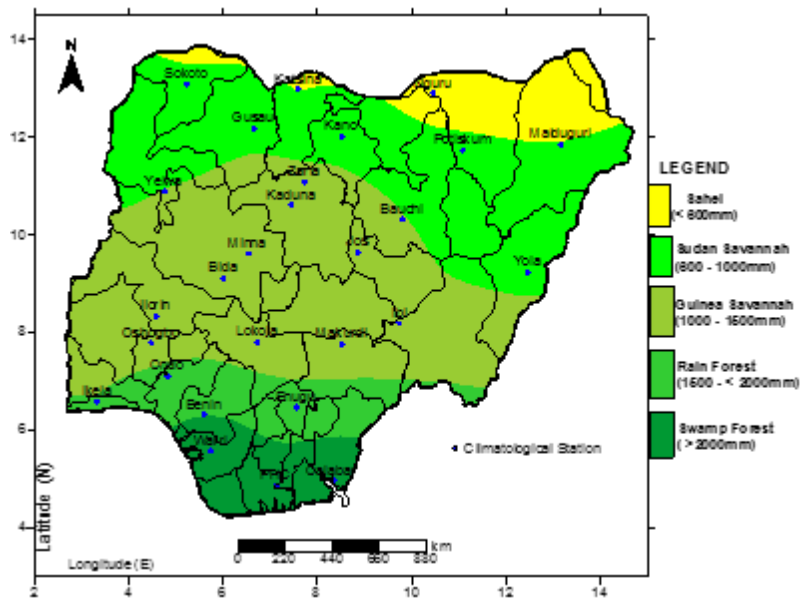 14
12
10
8
6
4
Latitude (N)
N
Sokoto
Katsina
Nguru
Gusau
Kano
Potiskum
Yelwa
Zaria
Kaduna
Bauchi
Minna
Jos
Bida
Yola
Ilorin
Ibi
Oshogbo
Lokoja
Makurdi
Ondo
Ikeja
Benin
Enugu
Calabar
Climatological Station
km
0 220 440 660 880
Longitude (E)
2 4 6 8 10 12 14
LEGEND
Sahel
(< 600mm)
Sudan Savannah
(600 - 1000mm)
Guinea Savannah
(1000 - 1500mm)
Rain Forest
(1500 - < 2000mm)
Swamp Forest
(>2000mm)